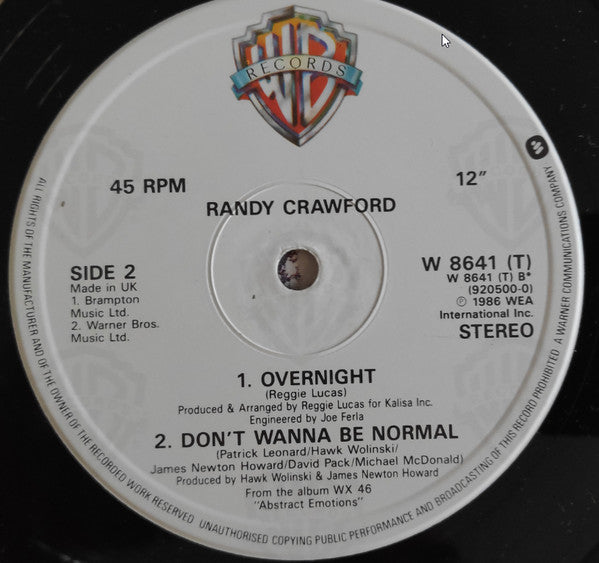 WB
RECORDS
45 RPM
12"
RANDY CRAWFORD
SIDE 2
Made in UK
1. Brampton
Music Ltd.
2. Warner Bros.
Music Ltd.
W 8641 (T)
W 8641 (T) B*
(920500-0)
℗ 1986 WEA
International Inc.
STEREO
1. OVERNIGHT
(Reggie Lucas)
Produced & Arranged by Reggie Lucas for Kalisa Inc.
Engineered by Joe Ferla
2. DON'T WANNA BE NORMAL
(Patrick Leonard/Hawk Wolinski/
James Newton Howard/David Pack/Michael McDonald)
Produced by Hawk Wolinski & James Newton Howard
From the album WX 46
"Abstract Emotions"
ALL RIGHTS OF THE MANUFACTURER AND OF THE OWNER OF THE RECORDED WORK RESERVED UNAUTHORISED COPYING PUBLIC PERFORMANCE AND BROADCASTING OF THIS RECORD PROHIBITED A WARNER COMMUNICATIONS COMPANY